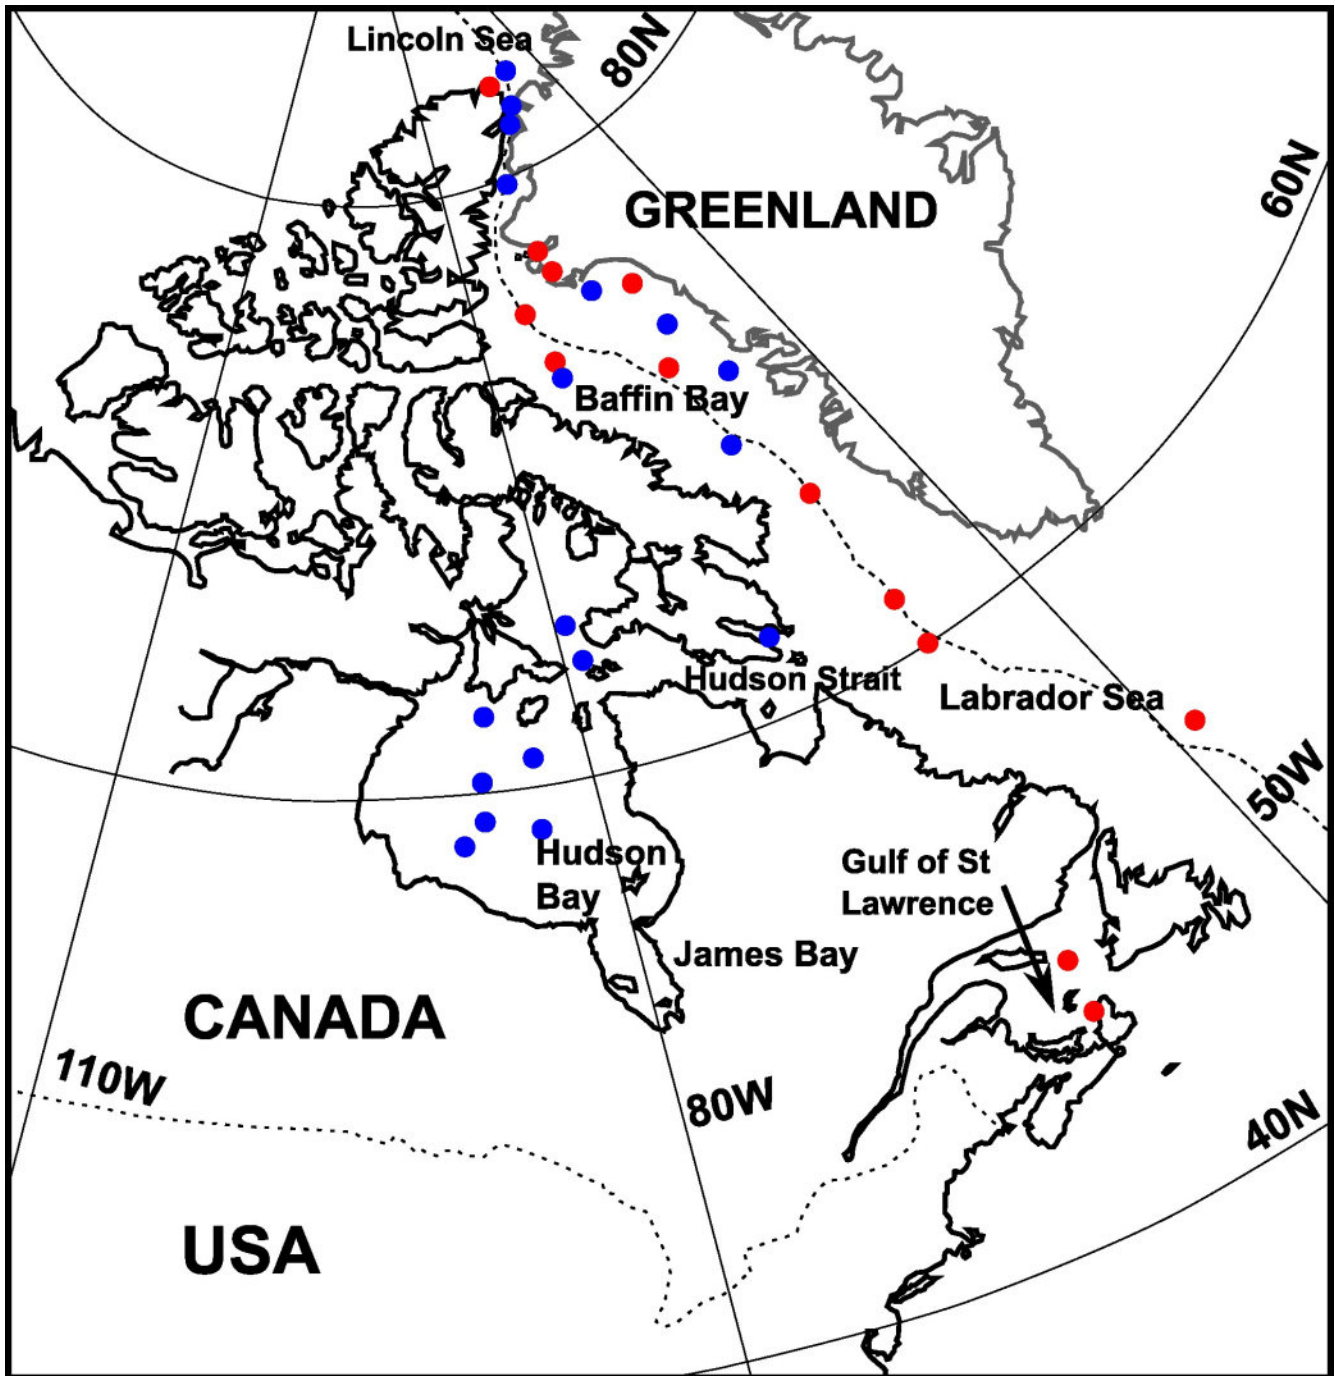 Lincoln Sea
80N
60N
GREENLAND
Baffin Bay
Hudson Strait
Labrador Sea
50W
Hudson
Bay
Gulf of St
Lawrence
James Bay
CANADA
110W
80W
40N
USA